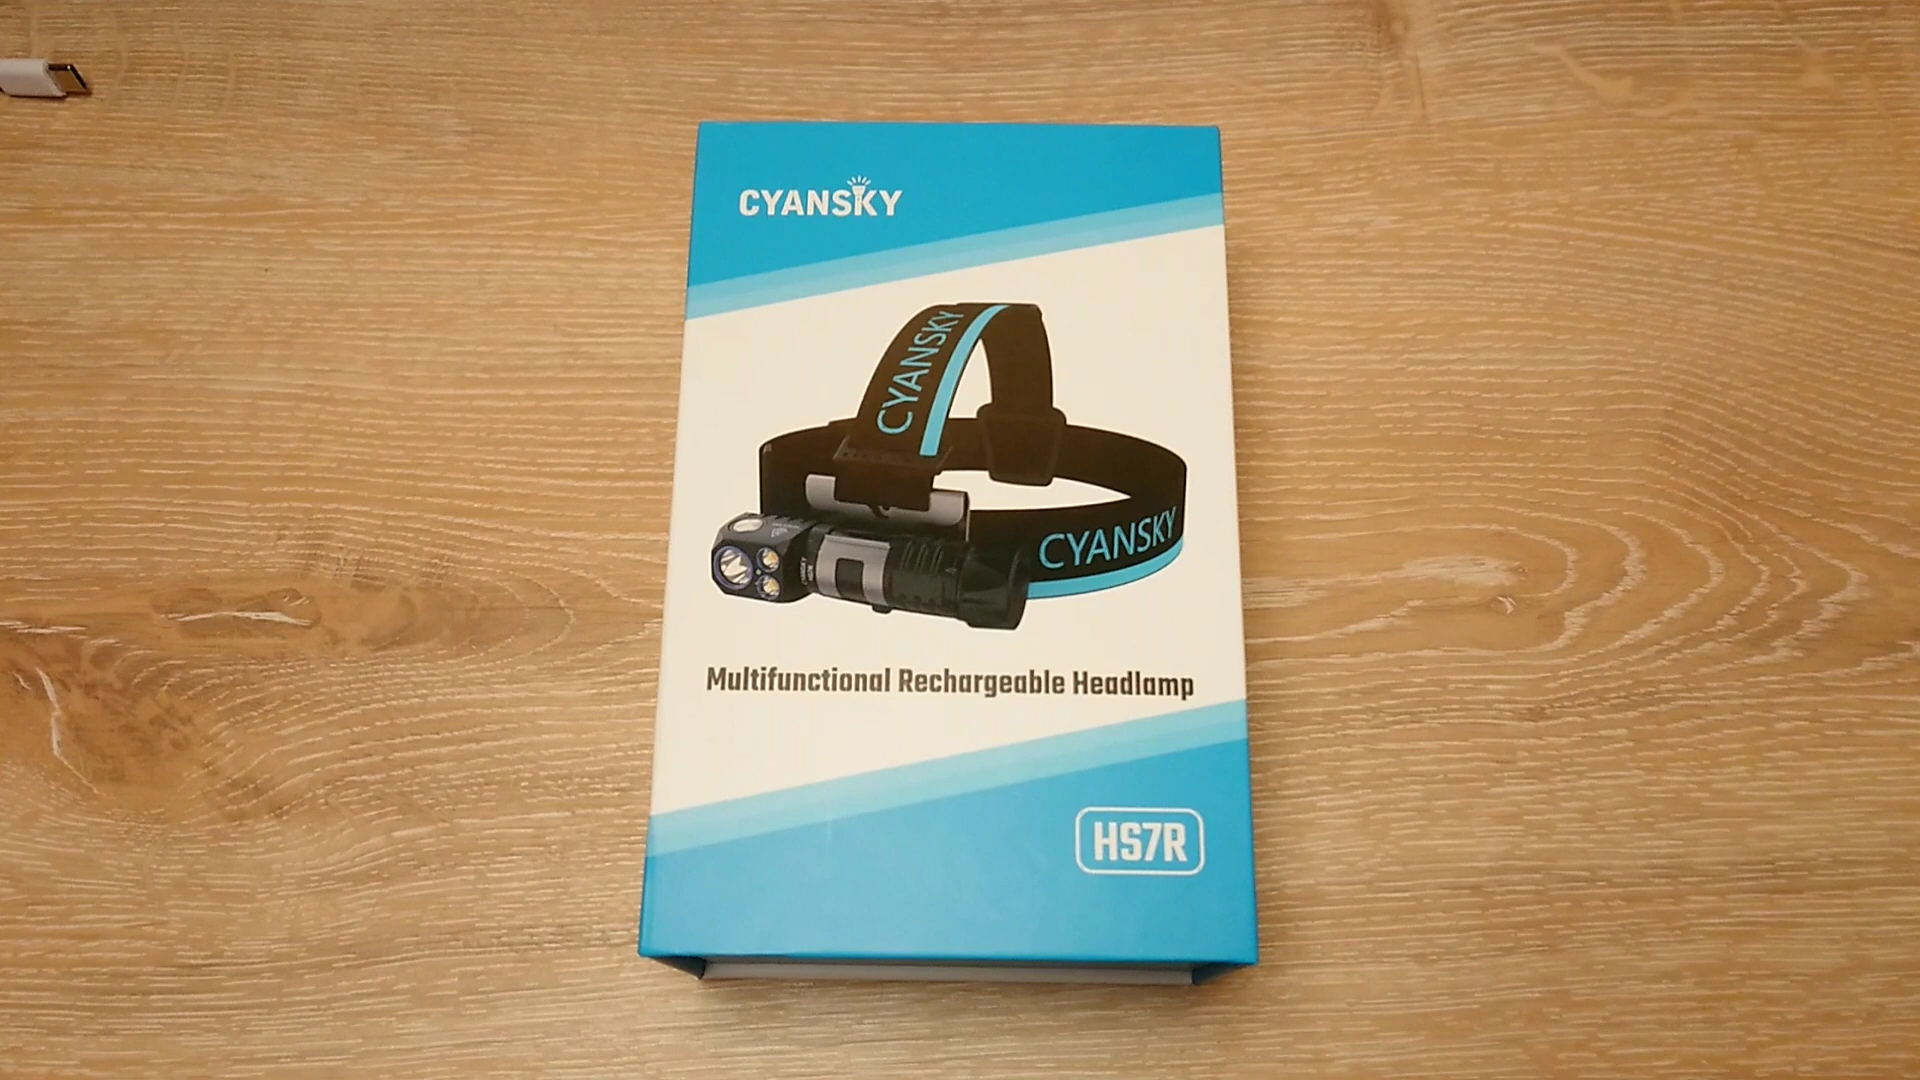 CYANSKY
CYANSKY
CYANSKY
Multifunctional Rechargeable Headlamp
HS7R